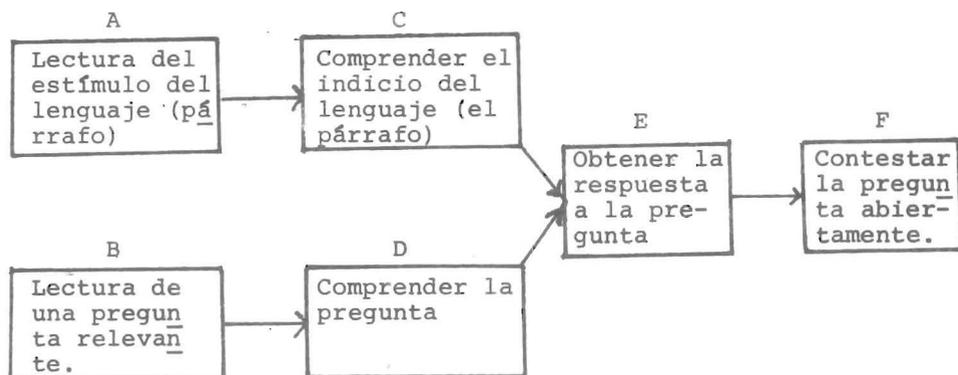 A
Lectura del
estímulo del
lenguaje (pá
rrafo)
C
Comprender el
indicio del
lenguaje (el
párrafo)
E
Obtener la
respuesta
a la pre-
gunta
F
Contestar
la pregun
ta abier-
tamente.
B
Lectura de
una pregun
ta relevan
te.
D
Comprender la
pregunta